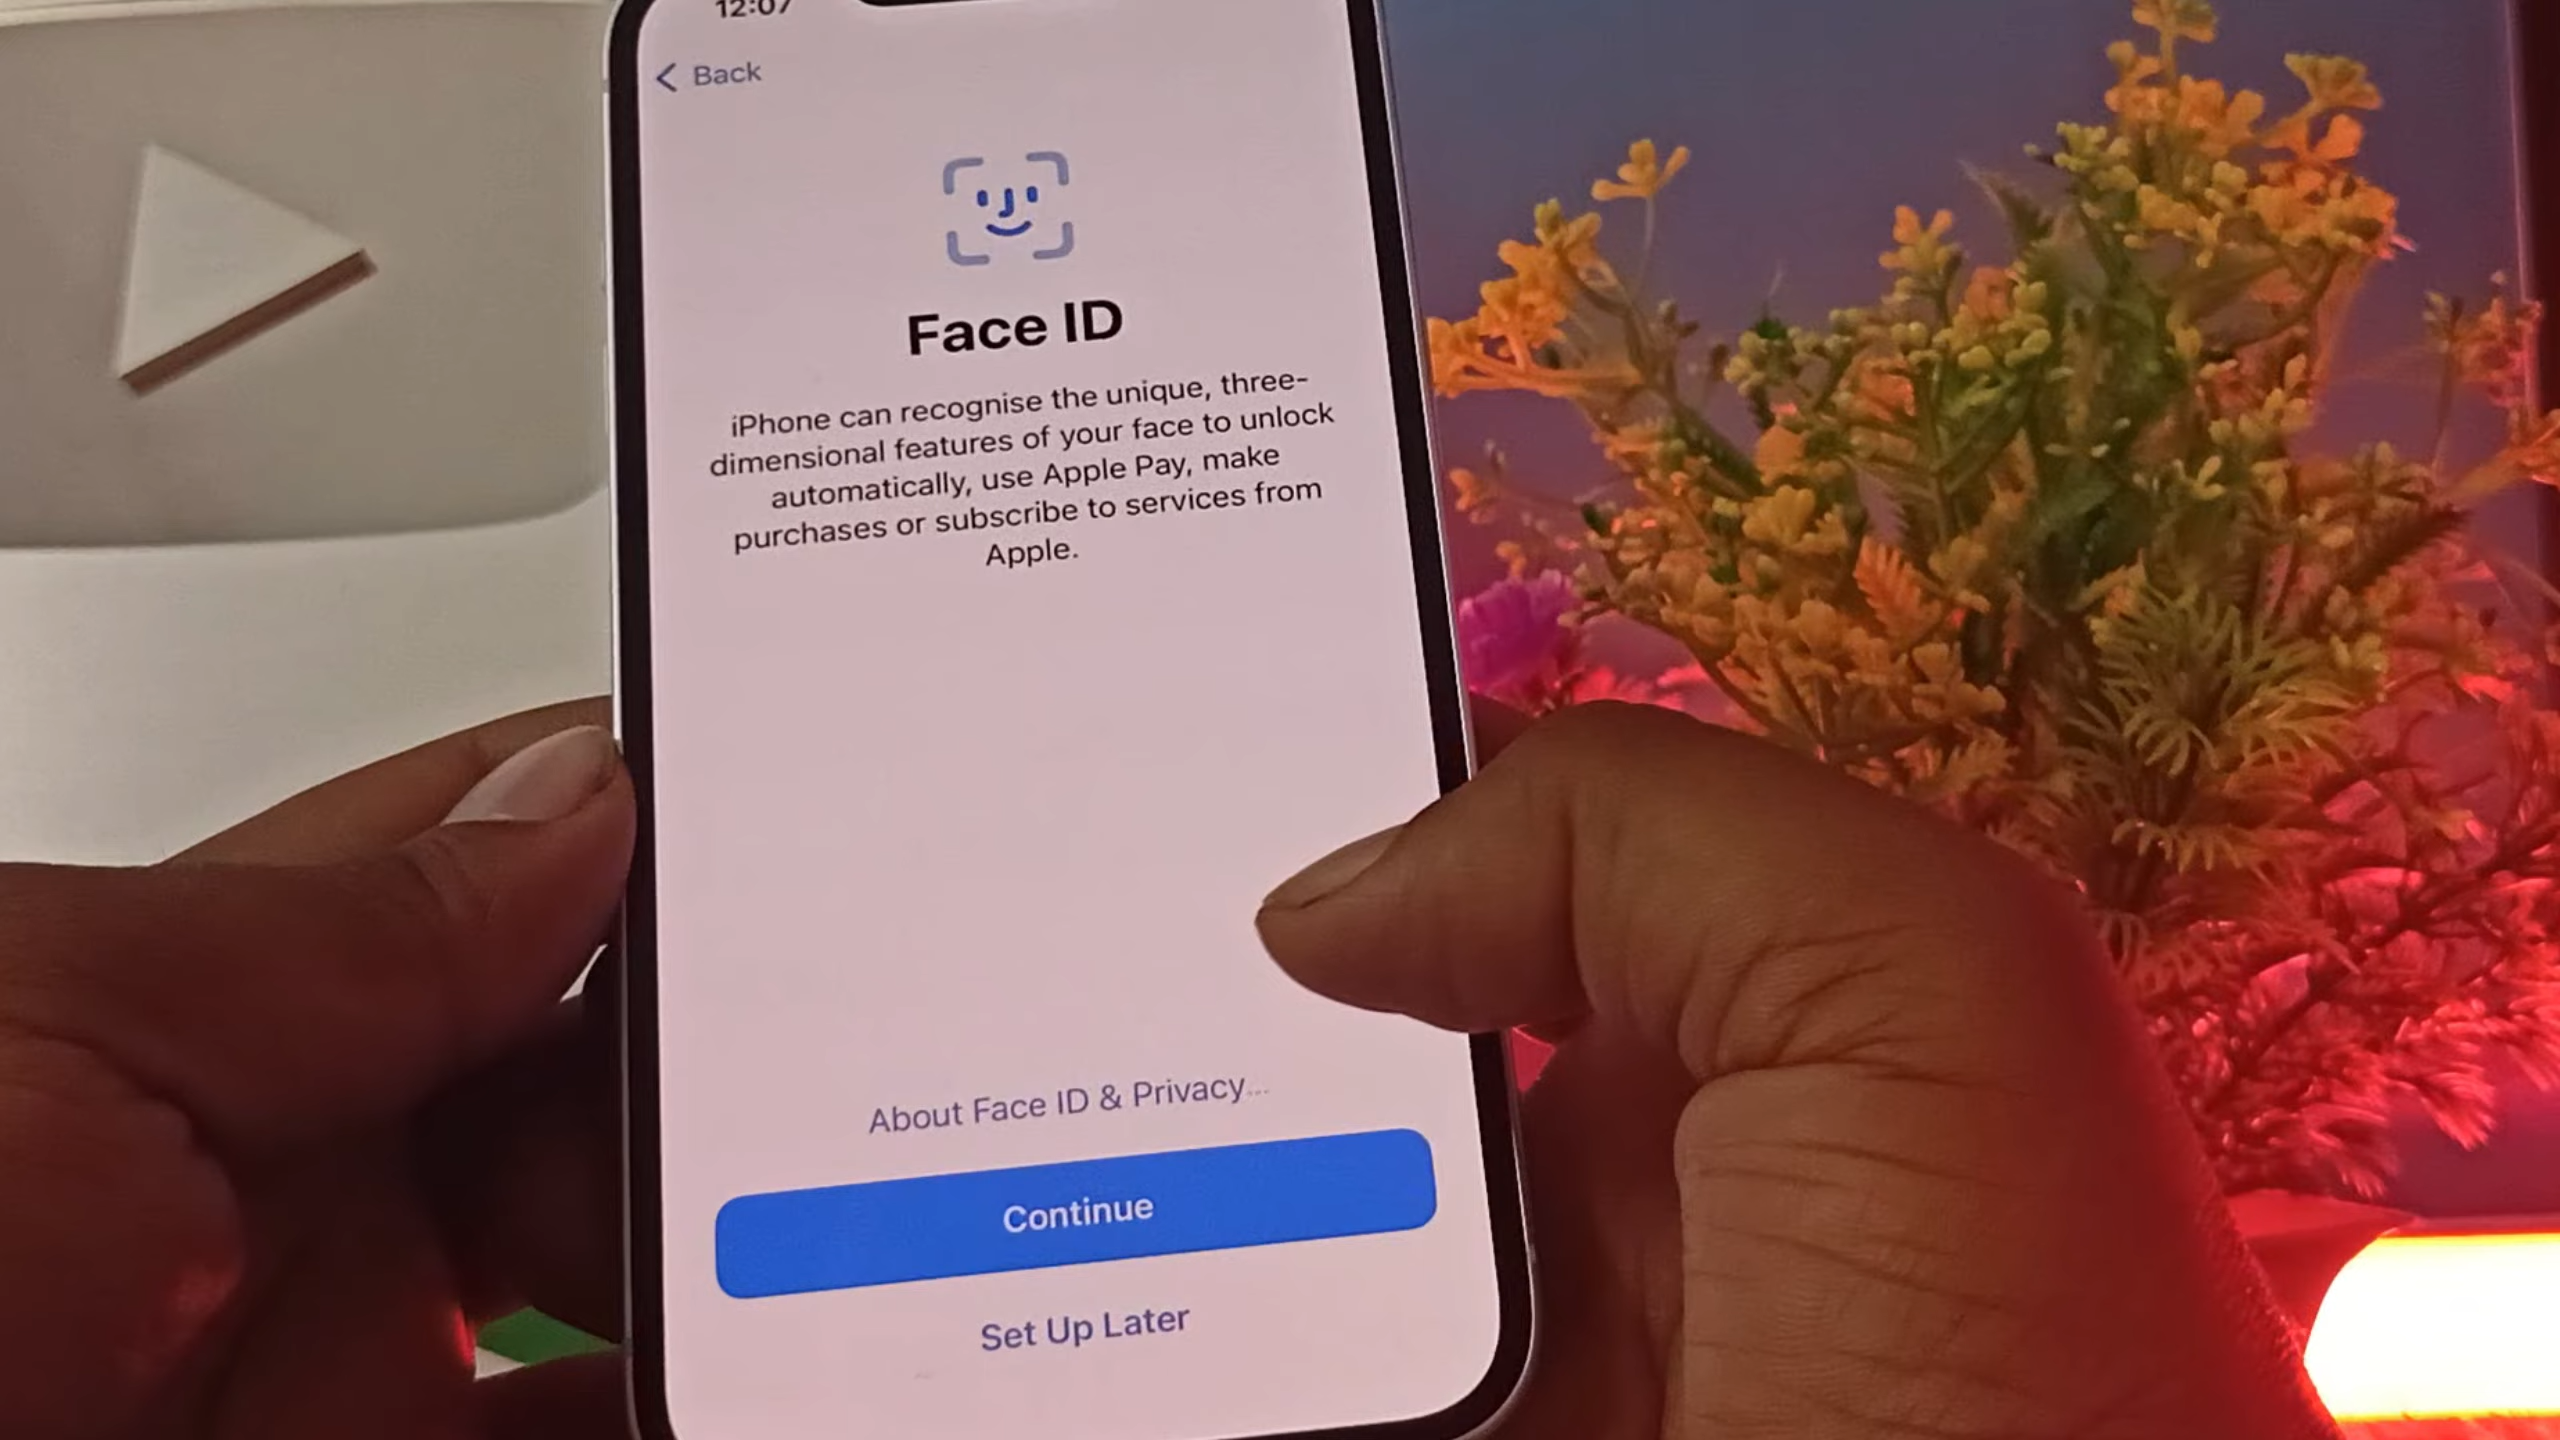 12:07
Back
Face ID
iPhone can recognise the unique, three-
dimensional features of your face to unlock
automatically, use Apple Pay, make
purchases or subscribe to services from
Apple.
About Face ID & Privacy...
Continue
Set Up Later